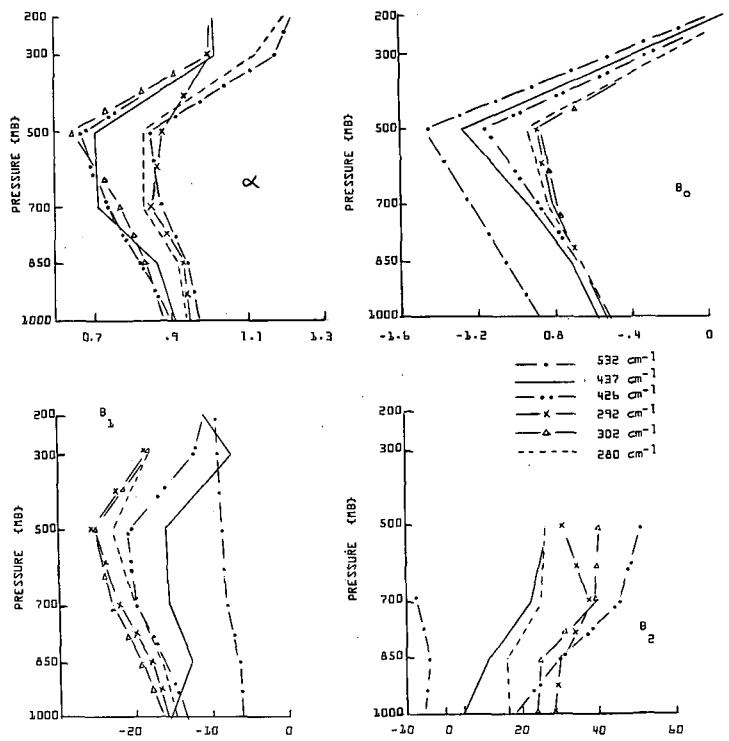 200
300
500
700
850
1000
PRESSURE {MB}
α
0.7
.9
1.1
1.3
200
300
500
700
850
1000
PRESSURE {MB}
B0
-1.6
-1.2
0.8
-.4
0
532 cm-1
437 cm-1
426 cm-1
292 cm-1
302 cm-1
280 cm-1
200
300
500
700
850
1000
PRESSURE {MB}
B1
-20
-10
0
200
300
500
700
850
1000
PRESSURE {MB}
B2
-10
0
20
40
60